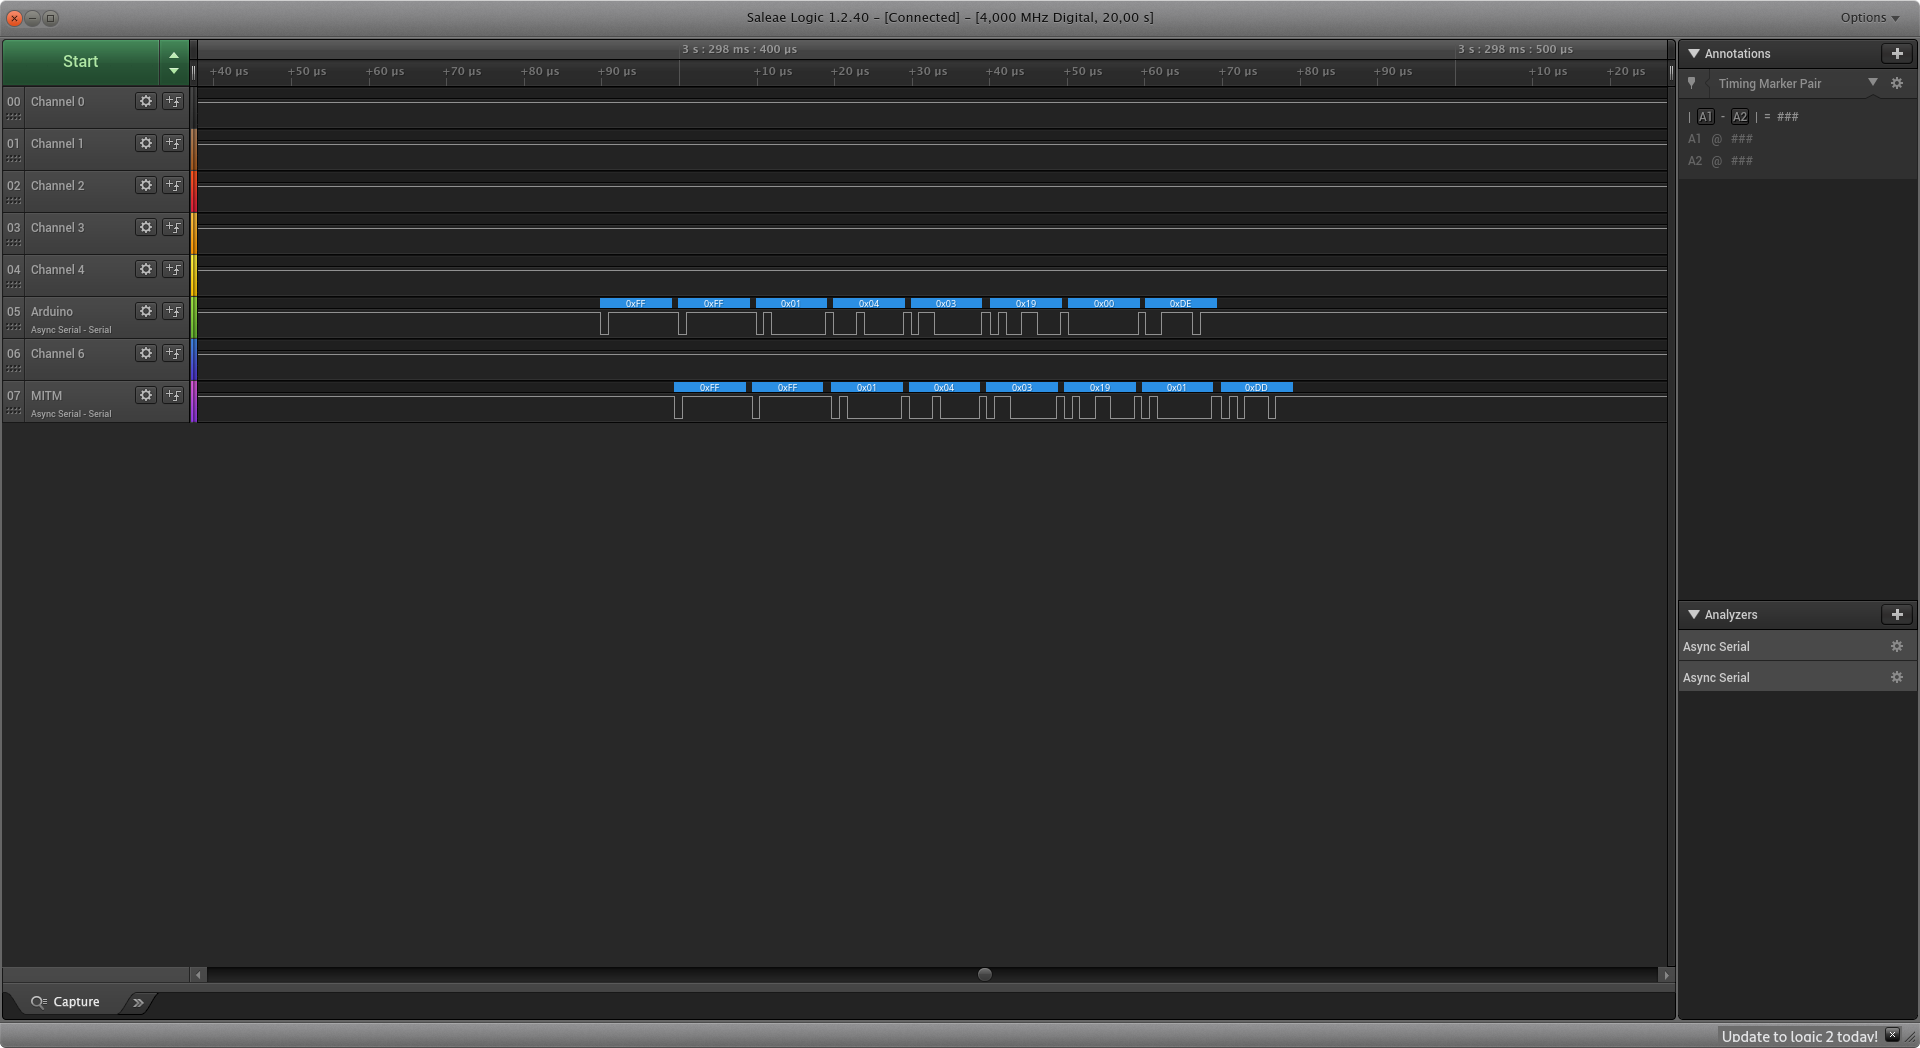 Saleae Logic 1.2.40 – [Connected] – [4,000 MHz Digital, 20,00 s]
Options
Start
3 s : 298 ms : 400 µs
3 s : 298 ms : 500 µs
+40 µs +50 µs +60 µs +70 µs +80 µs +90 µs +10 µs +20 µs +30 µs +40 µs +50 µs +60 µs +70 µs +80 µs +90 µs +10 µs +20 µs
00 Channel 0
01 Channel 1
02 Channel 2
03 Channel 3
04 Channel 4
0xFF 0xFF 0x01 0x04 0x03 0x19 0x00 0xDE
05 Arduino
Async Serial - Serial
06 Channel 6
0xFF 0xFF 0x01 0x04 0x03 0x19 0x01 0xDD
07 MITM
Async Serial - Serial
Annotations
Timing Marker Pair
| A1 - A2 | = ###
A1 @ ###
A2 @ ###
Analyzers
Async Serial
Async Serial
Capture
Update to logic 2 today!